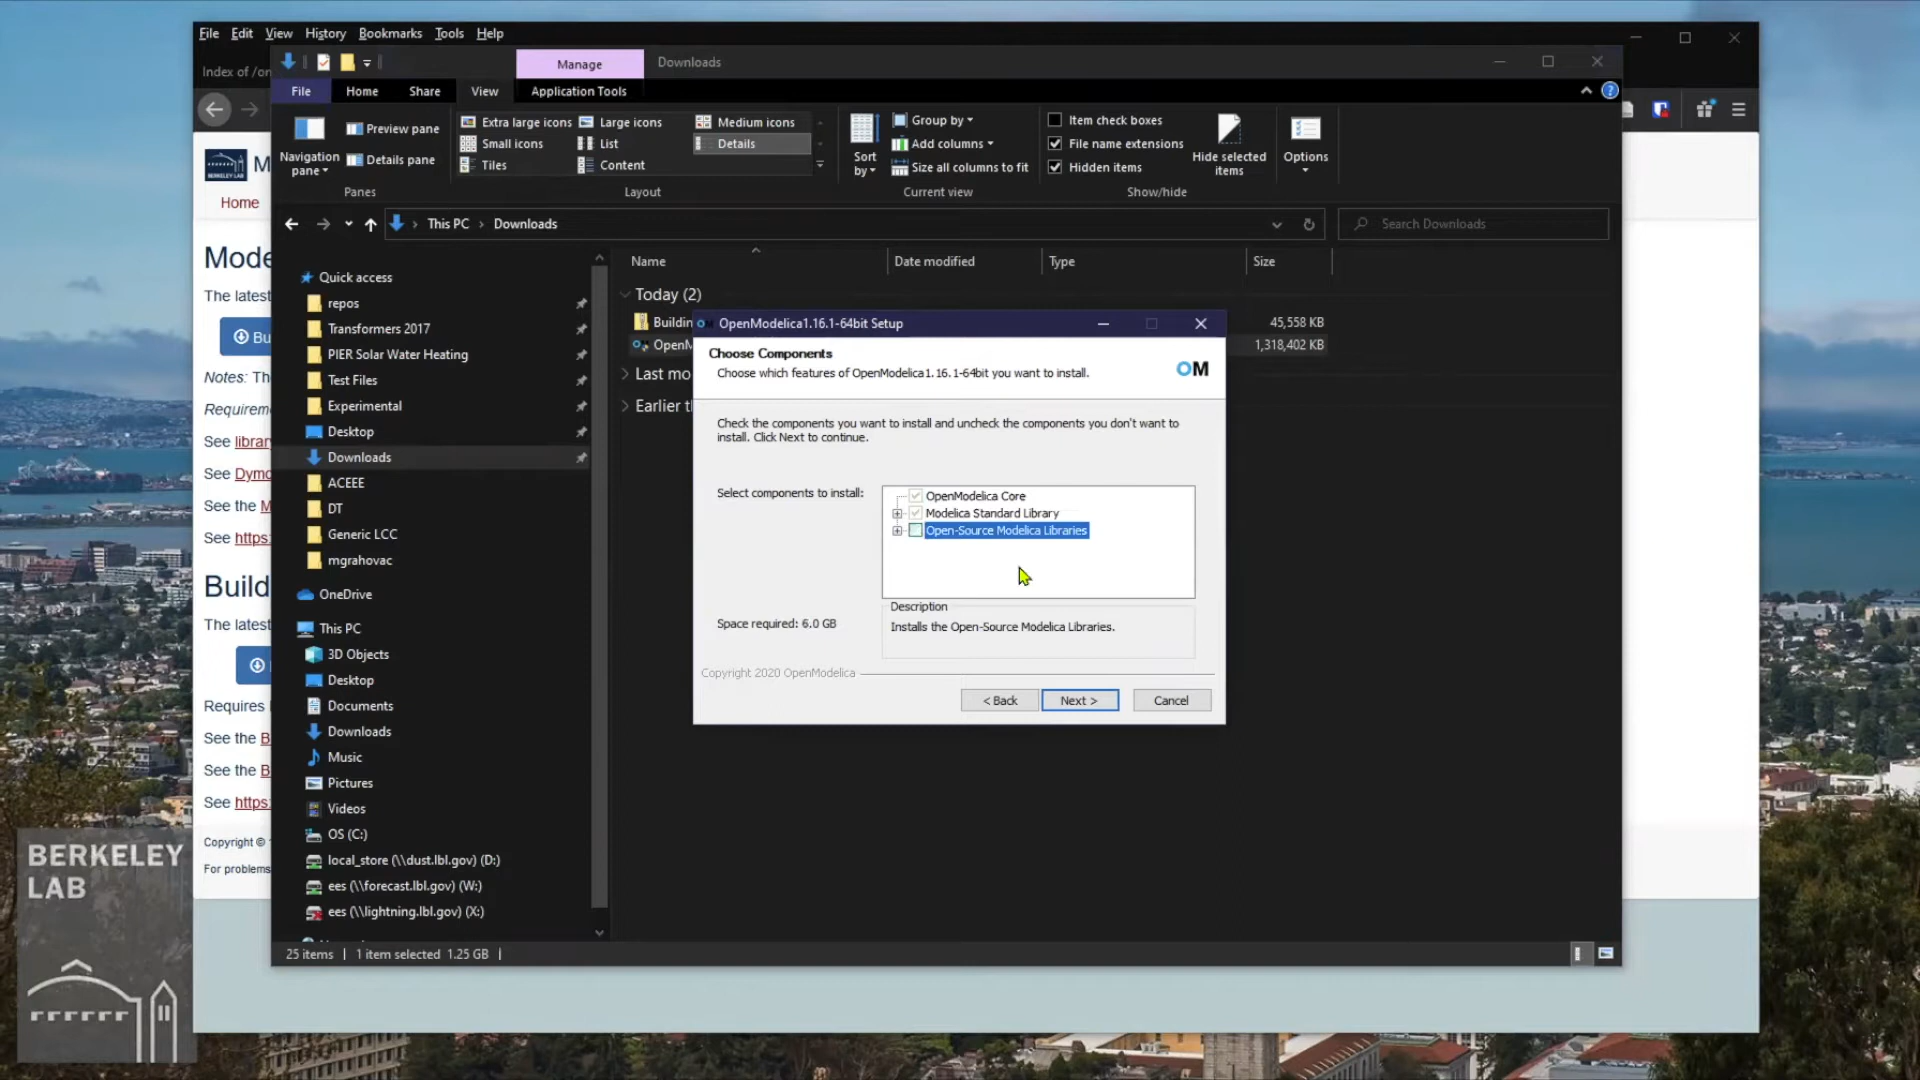 File Edit View History Bookmarks Tools Help
Index of /on
Manage Downloads
File Home Share View Application Tools
Navigation pane
Preview pane
Details pane
Panes
Extra large icons Large icons Medium icons
Small icons List Details
Tiles Content
Layout
Sort by
Group by
Add columns
Size all columns to fit
Current view
Item check boxes
File name extensions
Hidden items
Hide selected items
Show/hide
Options
This PC Downloads
Search Downloads
BERKELEY LAB
M
Home
Mode
The latest
Bu
Notes: Th
Requirem
See library
See Dymo
See the M
See https:
Build
The latest
Requires
See the B
See the B
See https:
Copyright ©
For problems
Quick access
repos
Transformers 2017
PIER Solar Water Heating
Test Files
Experimental
Desktop
Downloads
ACEEE
DT
Generic LCC
mgrahovac
OneDrive
This PC
3D Objects
Desktop
Documents
Downloads
Music
Pictures
Videos
OS (C:)
local_store (\\dust.lbl.gov) (D:)
ees (\\forecast.lbl.gov) (W:)
ees (\\lightning.lbl.gov) (X:)
Name Date modified Type Size
Today (2)
Buildin 45,558 KB
OpenM 1,318,402 KB
Last mo
Earlier t
OpenModelica1.16.1-64bit Setup
Choose Components
Choose which features of OpenModelica1.16.1-64bit you want to install.
OM
Check the components you want to install and uncheck the components you don't want to
install. Click Next to continue.
Select components to install:
OpenModelica Core
Modelica Standard Library
Open-Source Modelica Libraries
Space required: 6.0 GB
Description
Installs the Open-Source Modelica Libraries.
Copyright 2020 OpenModelica
< Back Next > Cancel
25 items 1 item selected 1.25 GB
BERKELEY
LAB